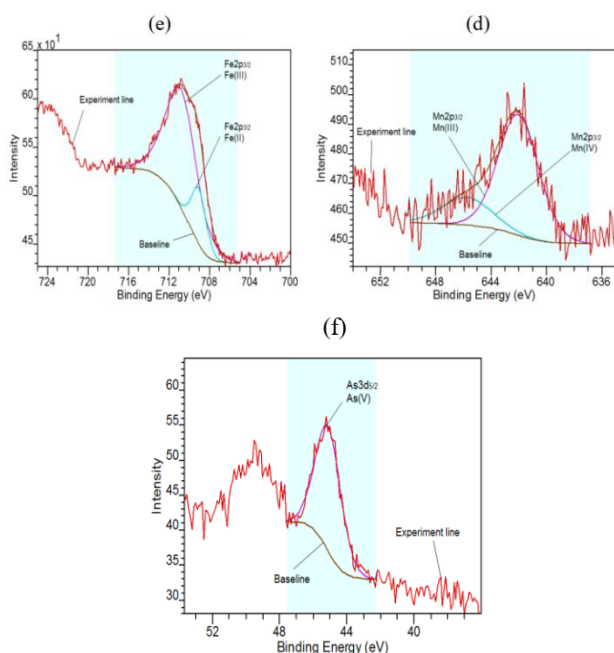 (e)
65 x 10¹
60
55
50
45
Intensity
Experiment line
Fe2p3/2
Fe(III)
Fe2p3/2
Fe(II)
Baseline
724 720 716 712 708 704 700
Binding Energy (eV)
(d)
510
500
490
480
470
460
450
Intensity
Experiment line
Mn2p3/2
Mn(III)
Mn2p3/2
Mn(IV)
Baseline
652 648 644 640 636
Binding Energy (eV)
(f)
60
55
50
45
40
35
30
Intensity
As3d5/2
As(V)
Experiment line
Baseline
52 48 44 40
Binding Energy (eV)